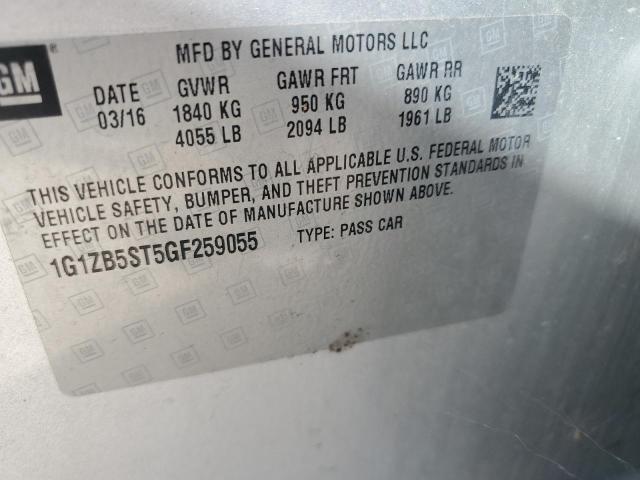 GM ®
MFD BY GENERAL MOTORS LLC
DATE GVWR GAWR FRT GAWR RR
03/16 1840 KG 950 KG 890 KG
4055 LB 2094 LB 1961 LB
THIS VEHICLE CONFORMS TO ALL APPLICABLE U.S. FEDERAL MOTOR
VEHICLE SAFETY, BUMPER, AND THEFT PREVENTION STANDARDS IN
EFFECT ON THE DATE OF MANUFACTURE SHOWN ABOVE.
1G1ZB5ST5GF259055 TYPE: PASS CAR